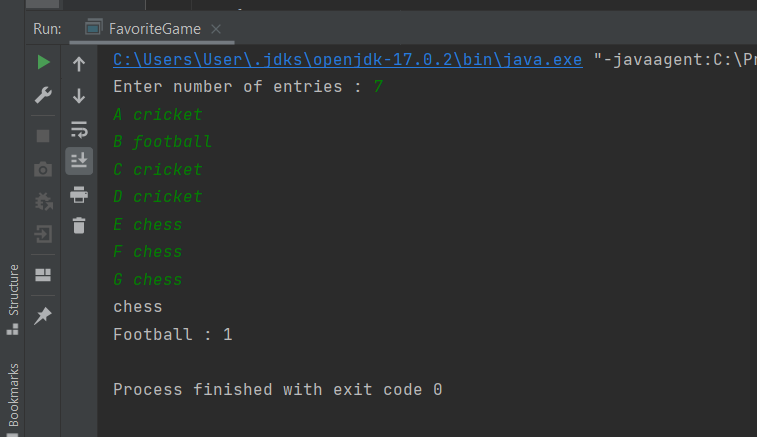 Run: FavoriteGame
C:\Users\User\.jdks\openjdk-17.0.2\bin\java.exe "-javaagent:C:\Pr
Enter number of entries : 7
A cricket
B football
C cricket
D cricket
E chess
F chess
G chess
chess
Football : 1
Process finished with exit code 0
Structure
Bookmarks